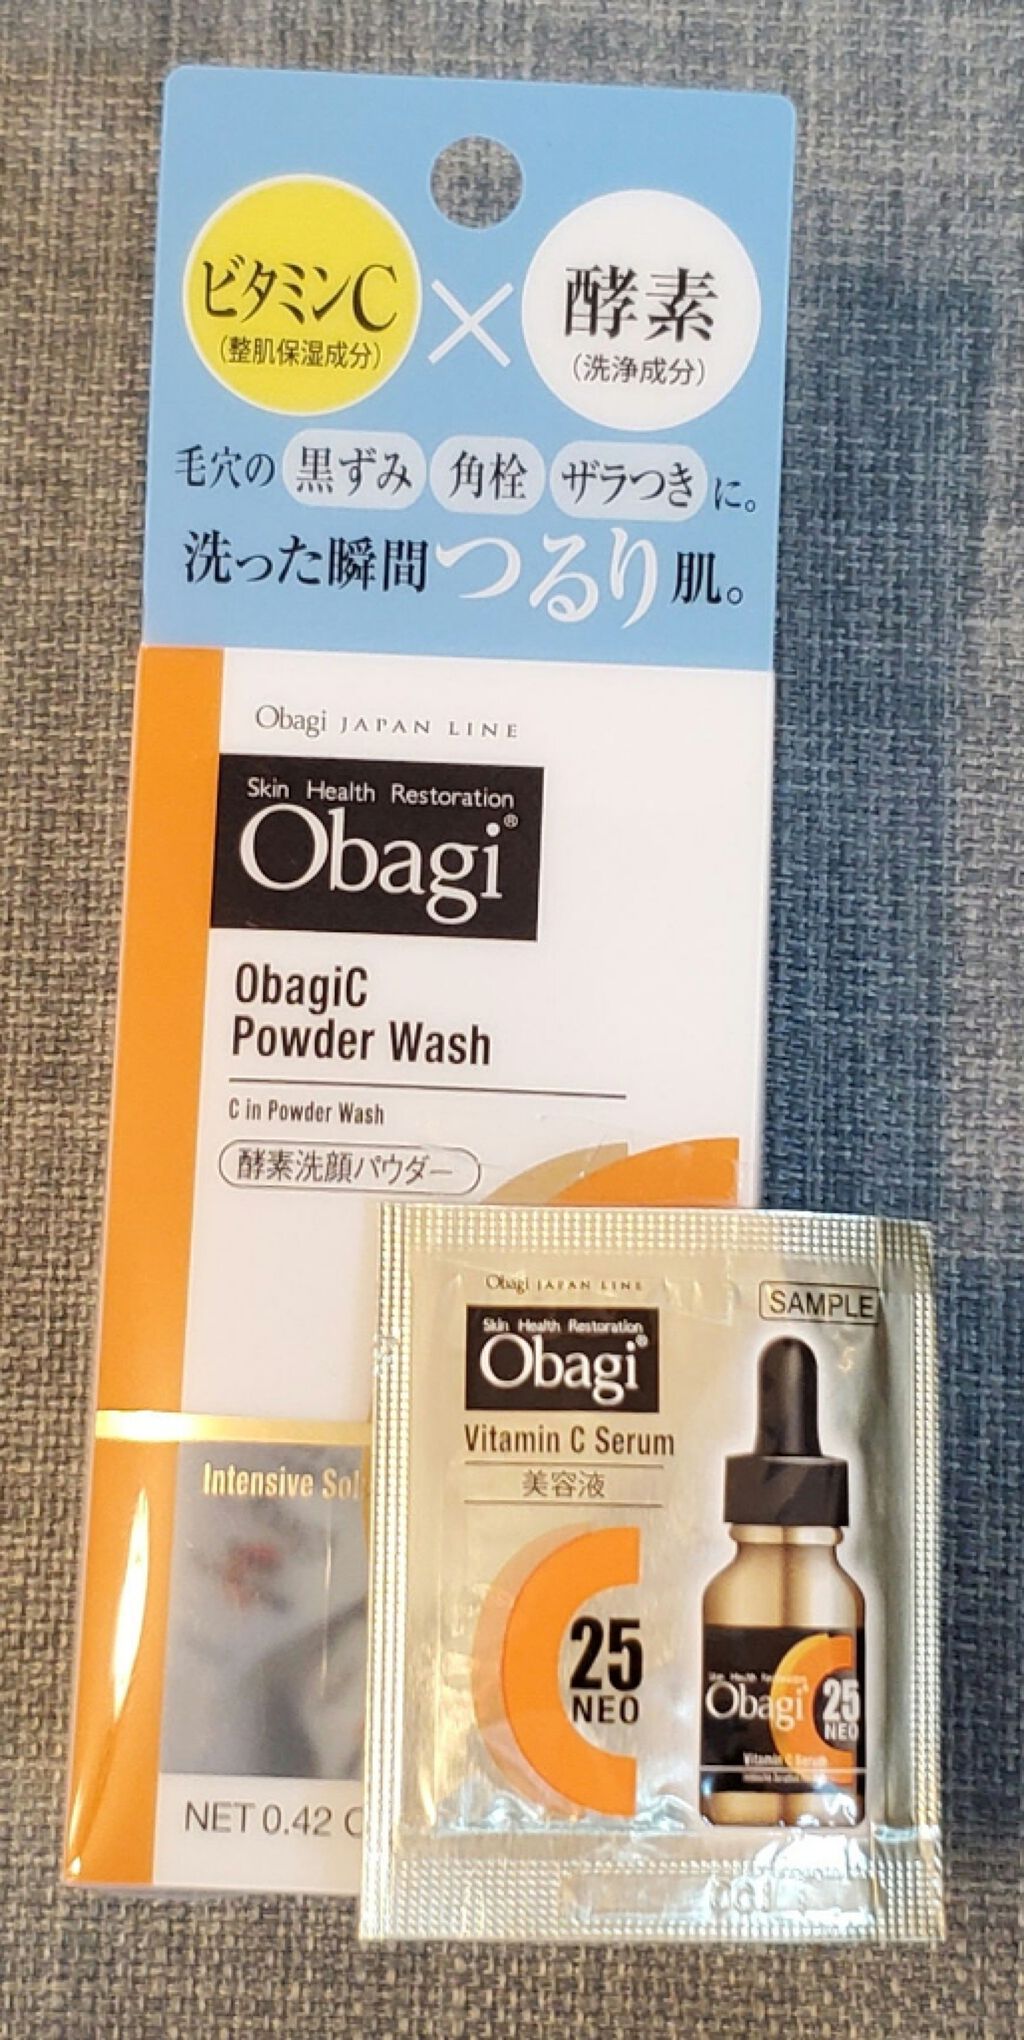 ビタミンC
(整肌保湿成分)
×
酵素
(洗浄成分)
毛穴の 黒ずみ 角栓 ザラつき に。
洗った瞬間つるり肌。
Obagi JAPAN LINE
Skin Health Restoration
Obagi®
ObagiC
Powder Wash
C in Powder Wash
酵素洗顔パウダー
Intensive Sol
NET 0.42
Obagi JAPAN LINE
SAMPLE
Skin Health Restoration
Obagi®
Vitamin C Serum
美容液
25
NEO
Obagi
25
NEO
Vitamin C Serum